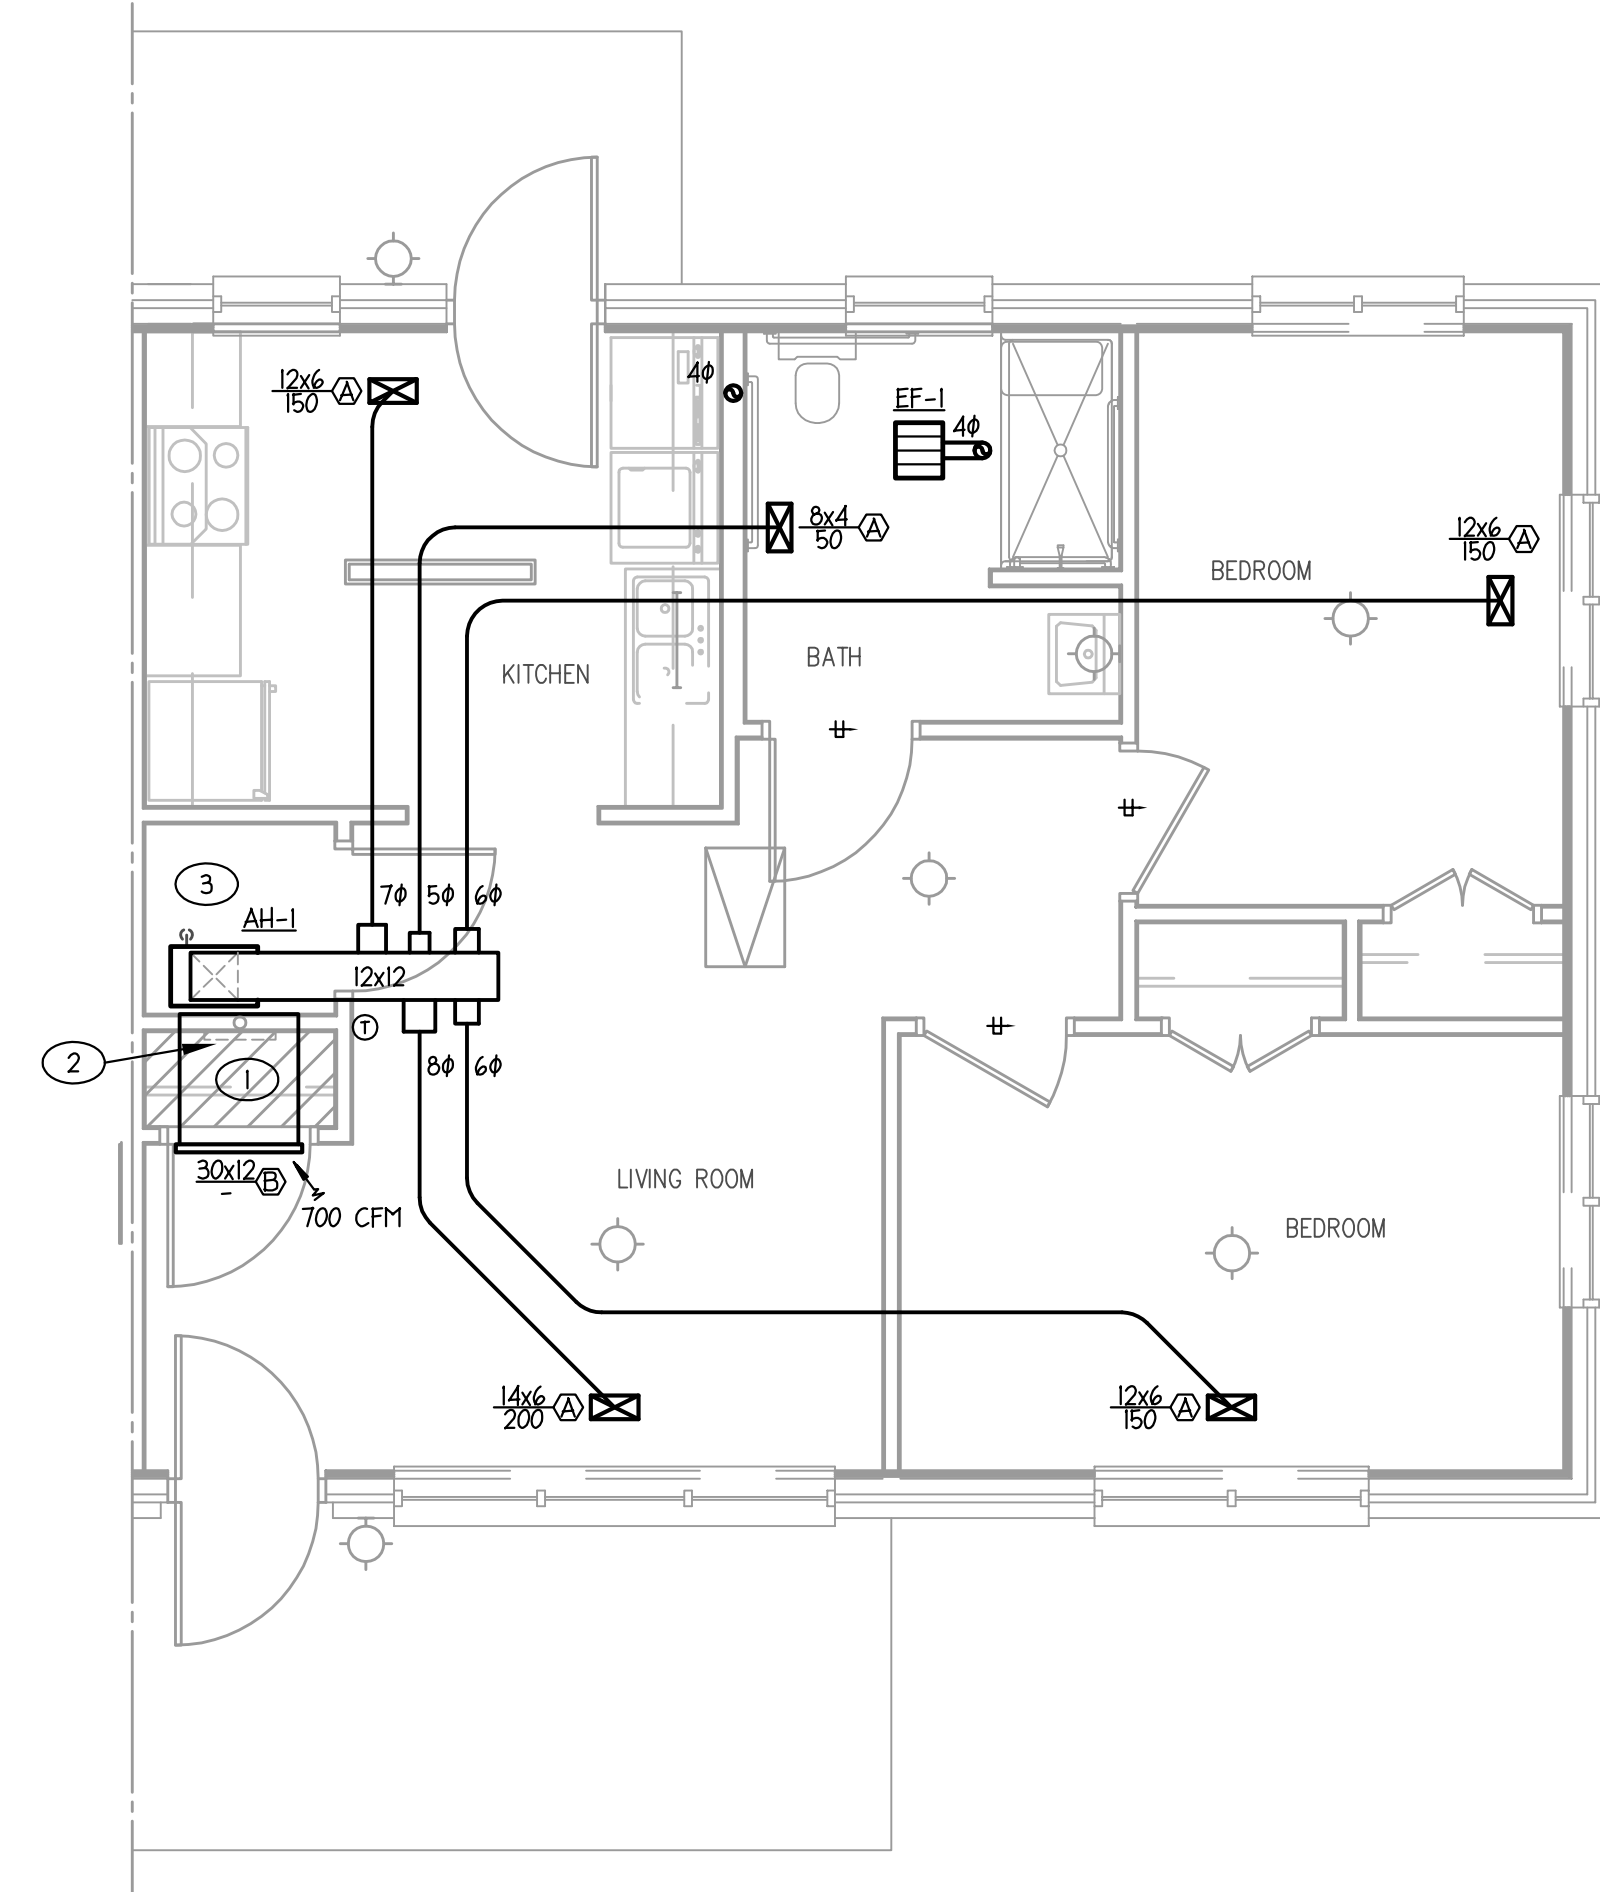 4ϕ
12x6
150
A
EF-1
4ϕ
8x4
50
A
12x6
150
A
BEDROOM
BATH
KITCHEN
3
AH-1
7ϕ
5ϕ
6ϕ
12x12
T
2
1
8ϕ
6ϕ
30x12
-
B
700 CFM
LIVING ROOM
BEDROOM
14x6
200
A
12x6
150
A